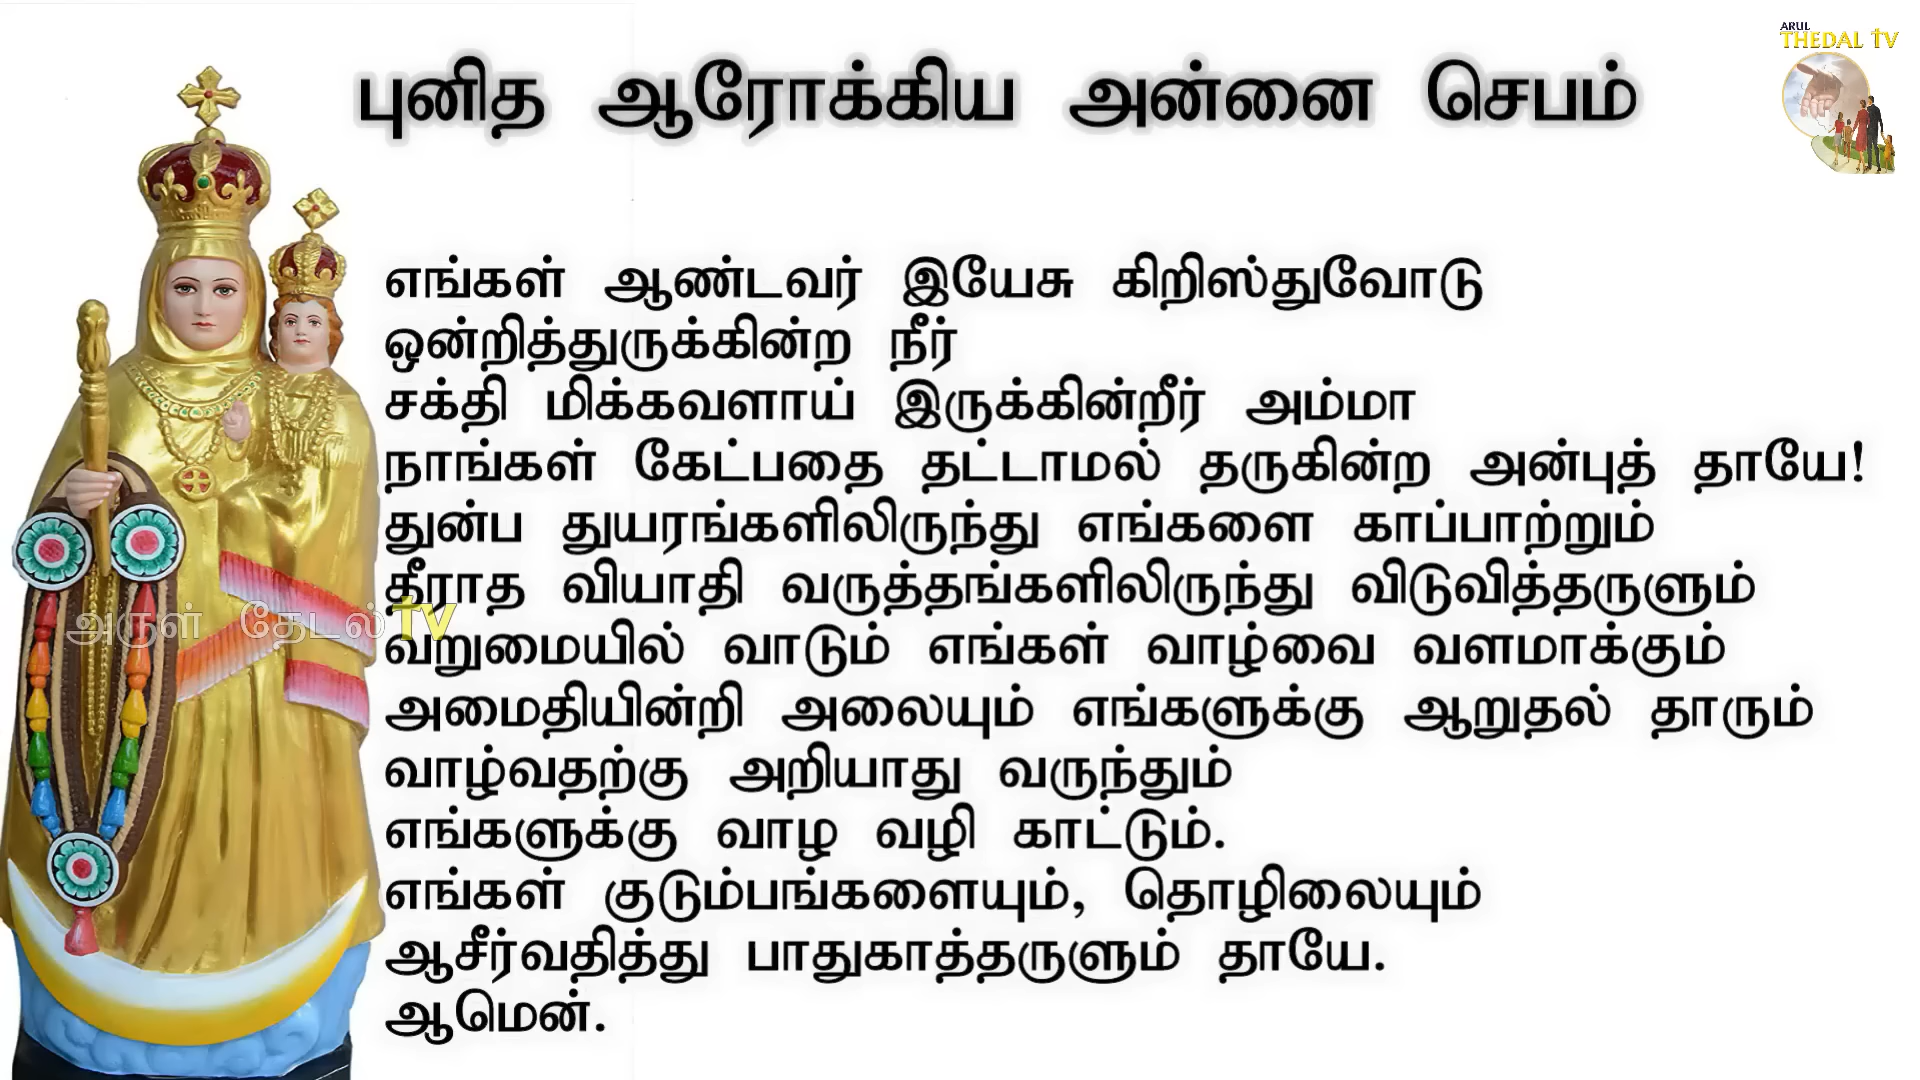 ARUL
THEDAL TV
புனித ஆரோக்கிய அன்னை செபம்
எங்கள் ஆண்டவர் இயேசு கிறிஸ்துவோடு
ஒன்றித்துருக்கின்ற நீர்
சக்தி மிக்கவளாய் இருக்கின்றீர் அம்மா
நாங்கள் கேட்பதை தட்டாமல் தருகின்ற அன்புத் தாயே!
துன்ப துயரங்களிலிருந்து எங்களை காப்பாற்றும்
தீராத வியாதி வருத்தங்களிலிருந்து விடுவித்தருளும்
அருள் தேடல் TV
வறுமையில் வாடும் எங்கள் வாழ்வை வளமாக்கும்
அமைதியின்றி அலையும் எங்களுக்கு ஆறுதல் தாரும்
வாழ்வதற்கு அறியாது வருந்தும்
எங்களுக்கு வாழ வழி காட்டும்.
எங்கள் குடும்பங்களையும், தொழிலையும்
ஆசீர்வதித்து பாதுகாத்தருளும் தாயே.
ஆமென்.